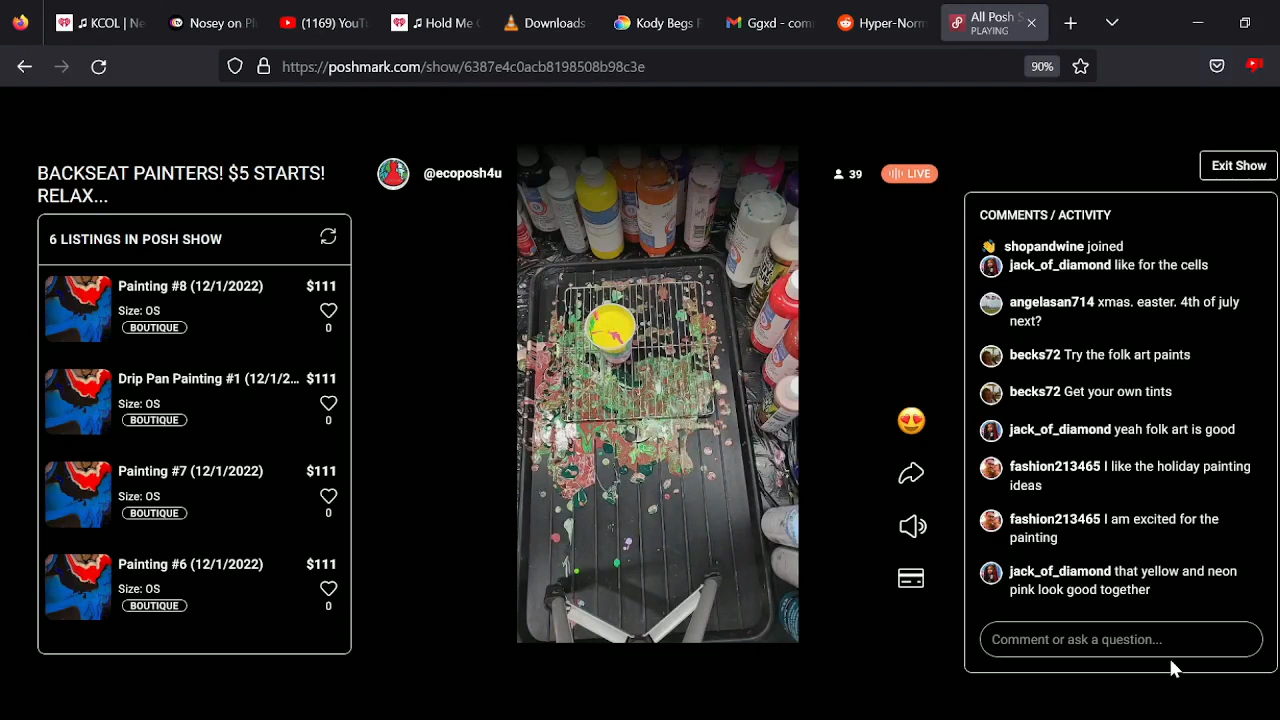 ♫ KCOL | Ne
Nosey on Pl
(1169) YouTu
♫ Hold Me C
Downloads
Kody Begs F
Ggxd - com
Hyper-Norm
All Posh S
PLAYING
https://poshmark.com/show/6387e4c0acb8198508b98c3e
90%
BACKSEAT PAINTERS! $5 STARTS!
RELAX...
@ecoposh4u
39
LIVE
Exit Show
6 LISTINGS IN POSH SHOW
Painting #8 (12/1/2022) $111
Size: OS
BOUTIQUE
0
Drip Pan Painting #1 (12/1/2... $111
Size: OS
BOUTIQUE
0
Painting #7 (12/1/2022) $111
Size: OS
BOUTIQUE
0
Painting #6 (12/1/2022) $111
Size: OS
BOUTIQUE
0
COMMENTS / ACTIVITY
👋 shopandwine joined
jack_of_diamond like for the cells
angelasan714 xmas. easter. 4th of july
next?
becks72 Try the folk art paints
becks72 Get your own tints
jack_of_diamond yeah folk art is good
fashion213465 I like the holiday painting
ideas
fashion213465 I am excited for the
painting
jack_of_diamond that yellow and neon
pink look good together
Comment or ask a question...